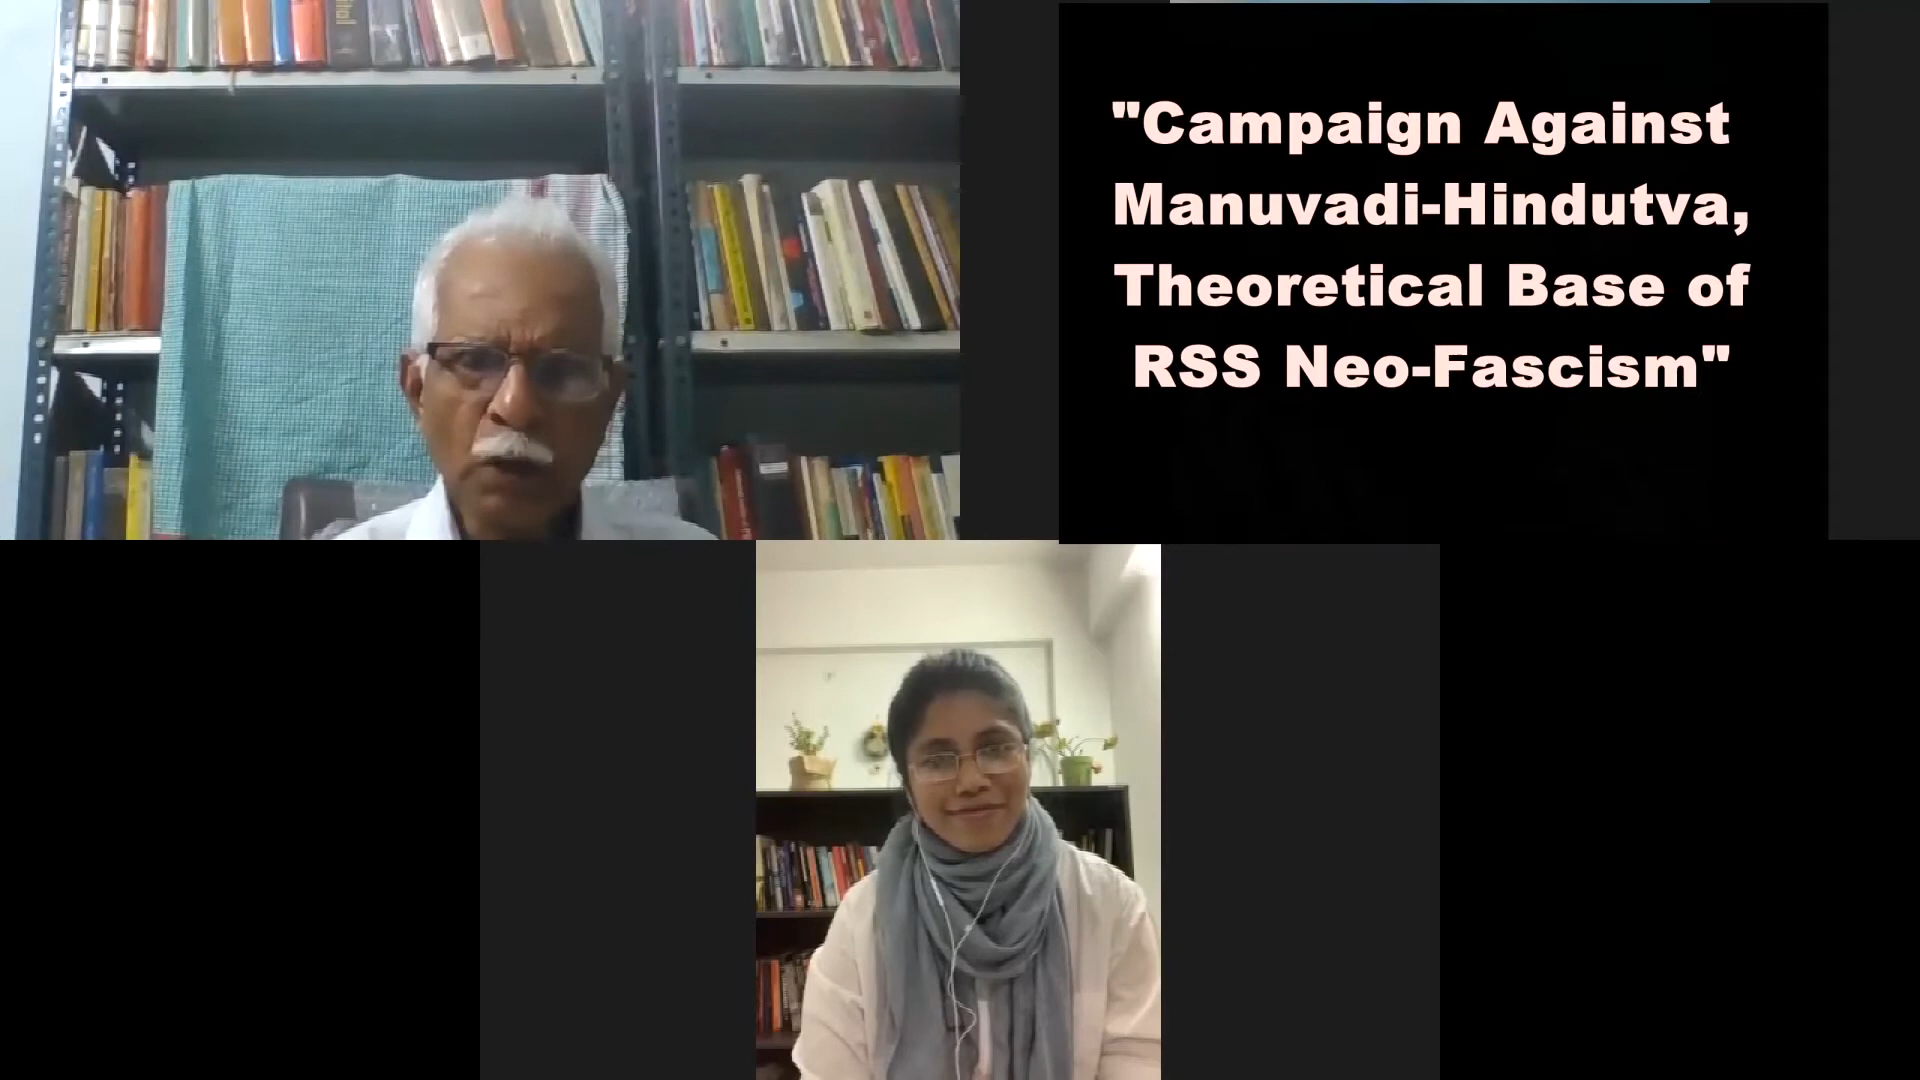 "Campaign Against
Manuvadi-Hindutva,
Theoretical Base of
RSS Neo-Fascism"